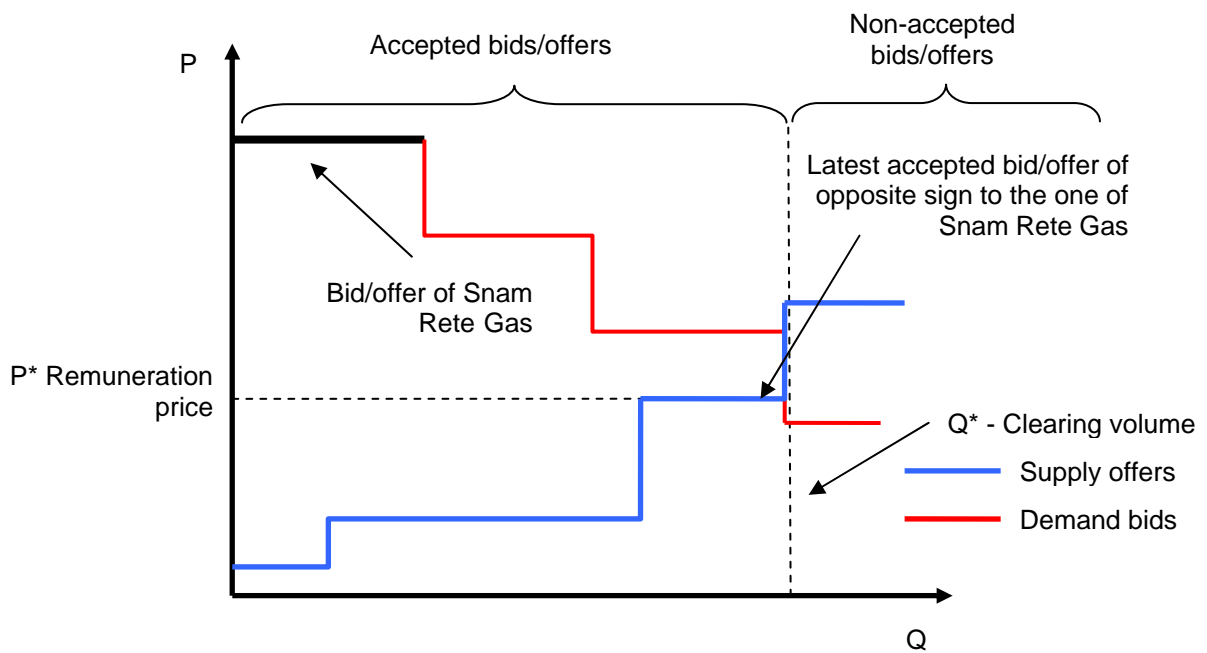 Non-accepted
bids/offers
Accepted bids/offers
P
Latest accepted bid/offer of
opposite sign to the one of
Snam Rete Gas
Bid/offer of Snam
Rete Gas
P* Remuneration
price
Q* - Clearing volume
Supply offers
Demand bids
Q